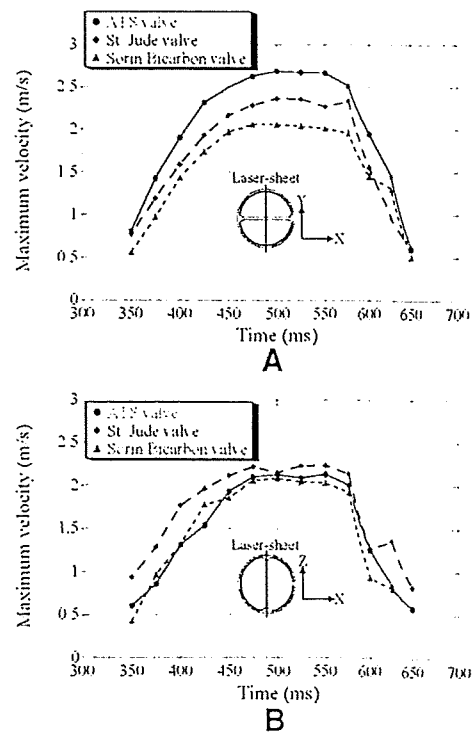 ATS valve
St. Jude valve
Sorin Bicarbon valve
Maximum velocity (m/s)
3
2 5
2
1 5
1
0 5
0
Laser-sheet
Y
X
300 350 400 450 500 550 600 650 700
Time (ms)
A
ATS valve
St. Jude valve
Sorin Bicarbon valve
Maximum velocity (m/s)
3
2 5
2
1 5
1
0 5
0
Laser-sheet
Z
X
300 350 400 450 500 550 600 650 700
Time (ms)
B